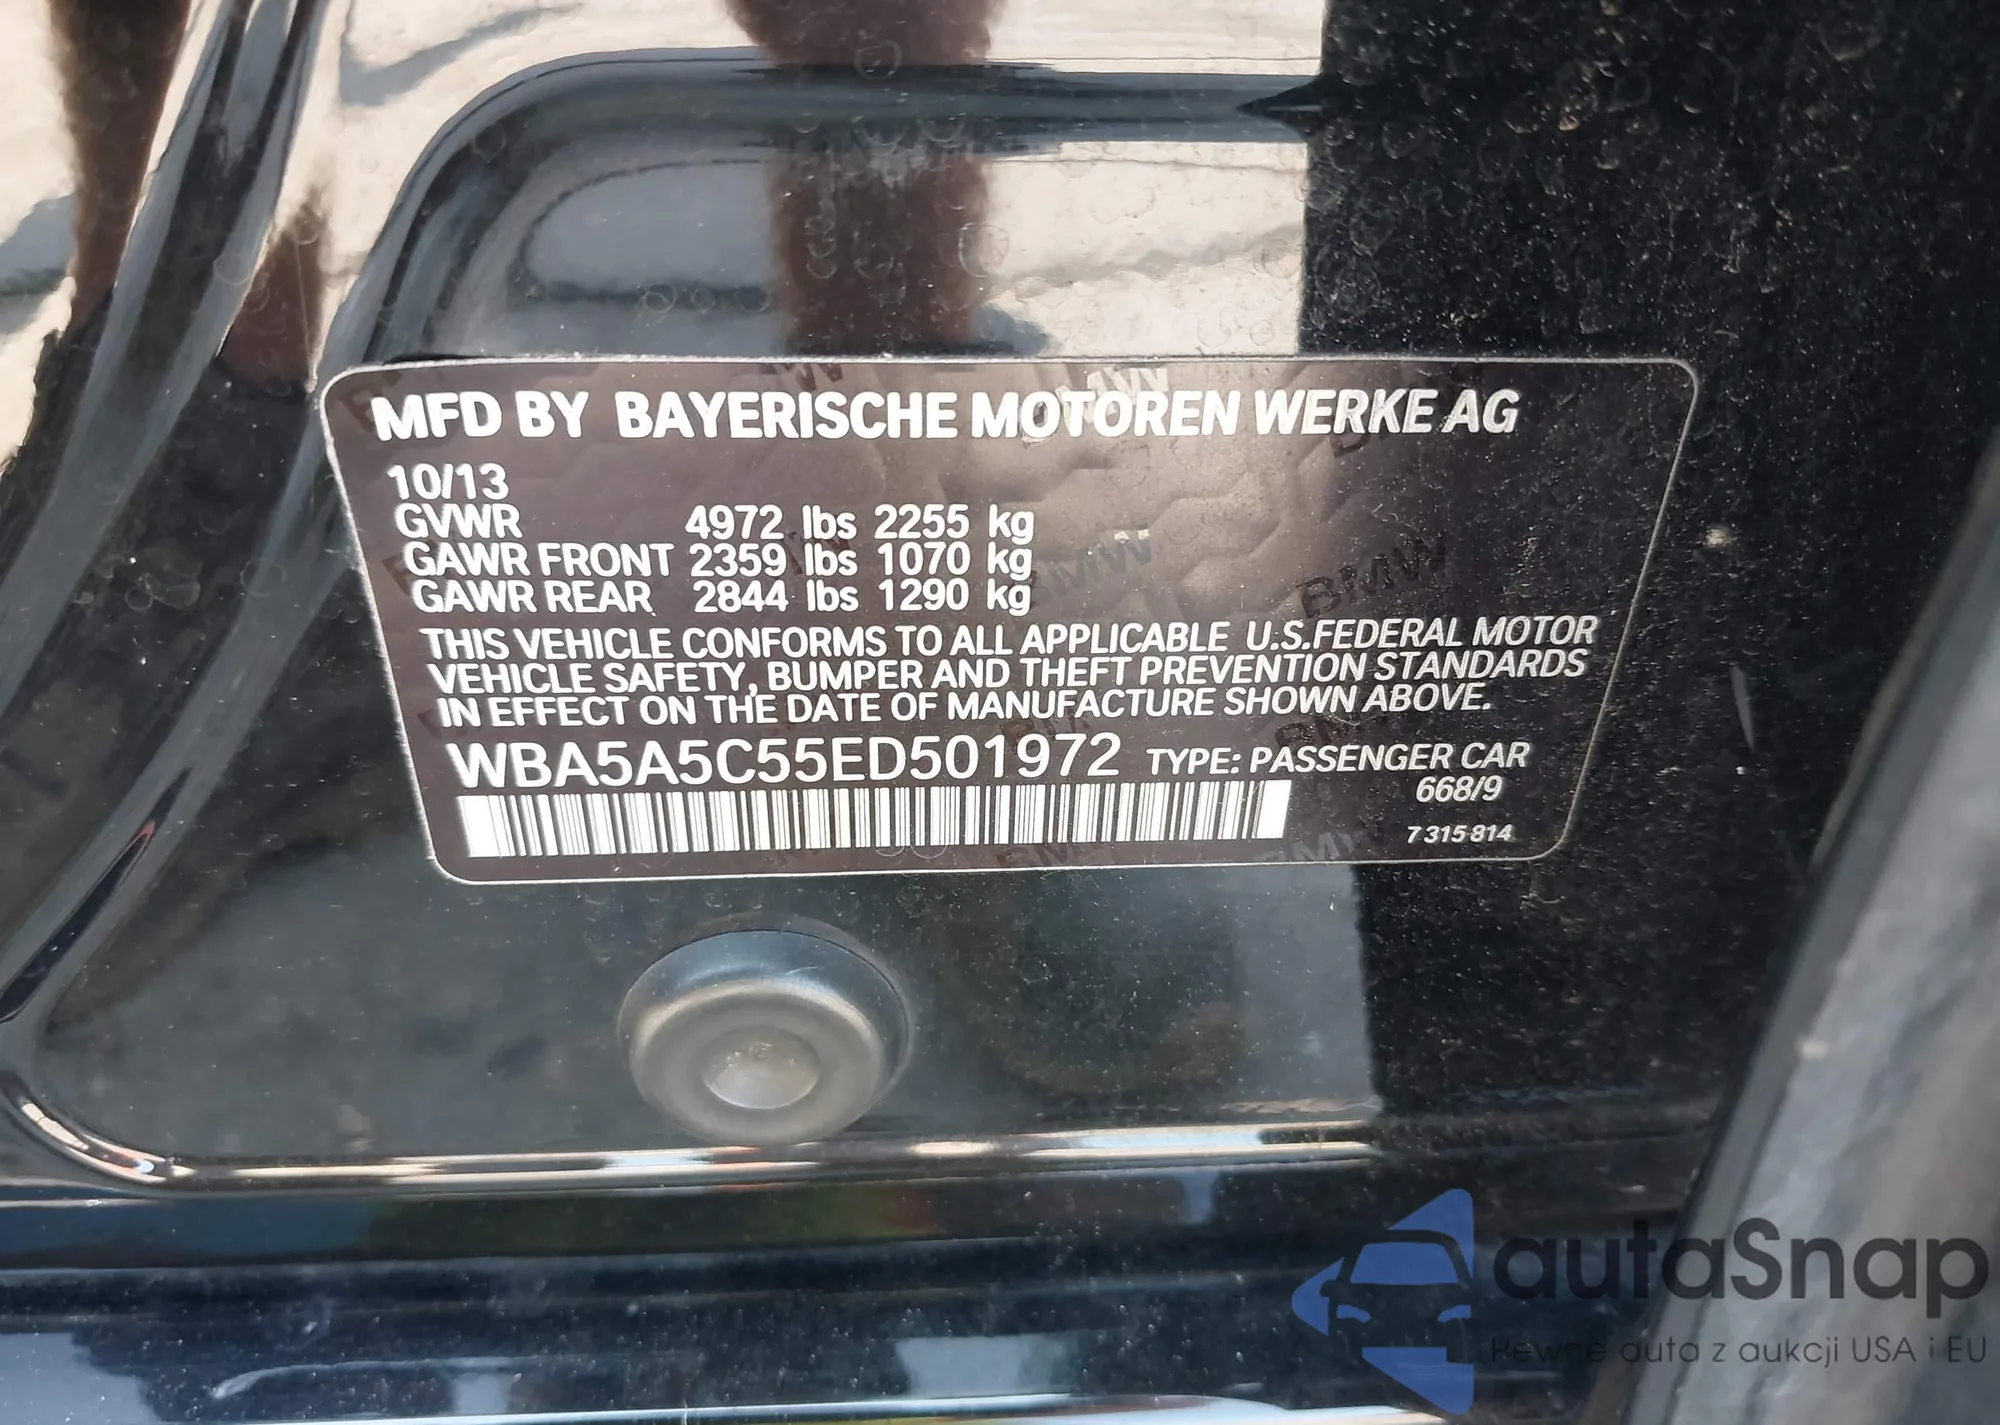 MFD BY BAYERISCHE MOTOREN WERKE AG
10/13
GVWR 4972 lbs 2255 kg
GAWR FRONT 2359 lbs 1070 kg
GAWR REAR 2844 lbs 1290 kg
THIS VEHICLE CONFORMS TO ALL APPLICABLE U.S.FEDERAL MOTOR
VEHICLE SAFETY, BUMPER AND THEFT PREVENTION STANDARDS
IN EFFECT ON THE DATE OF MANUFACTURE SHOWN ABOVE.
WBA5A5C55ED501972 TYPE: PASSENGER CAR
668/9
7 315 814
autaSnap
Pewne auta z aukcji USA i EU